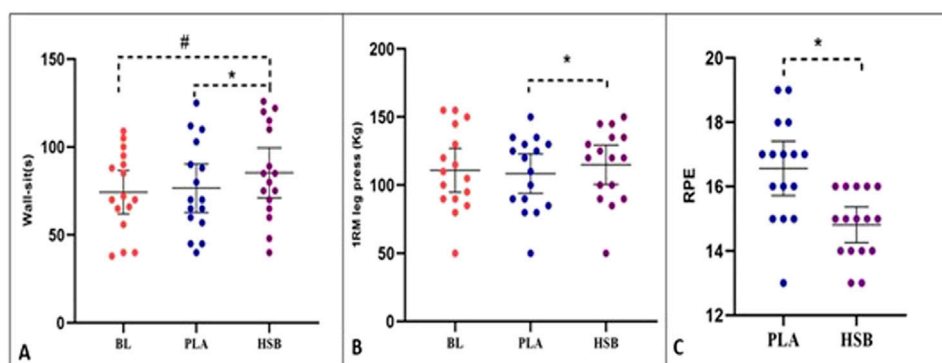 #
*
Wall-sit(s)
150
100
50
0
BL PLA HSB
A
*
1RM leg press (Kg)
200
150
100
50
0
BL PLA HSB
B
*
RPE
20
18
16
14
12
PLA HSB
C